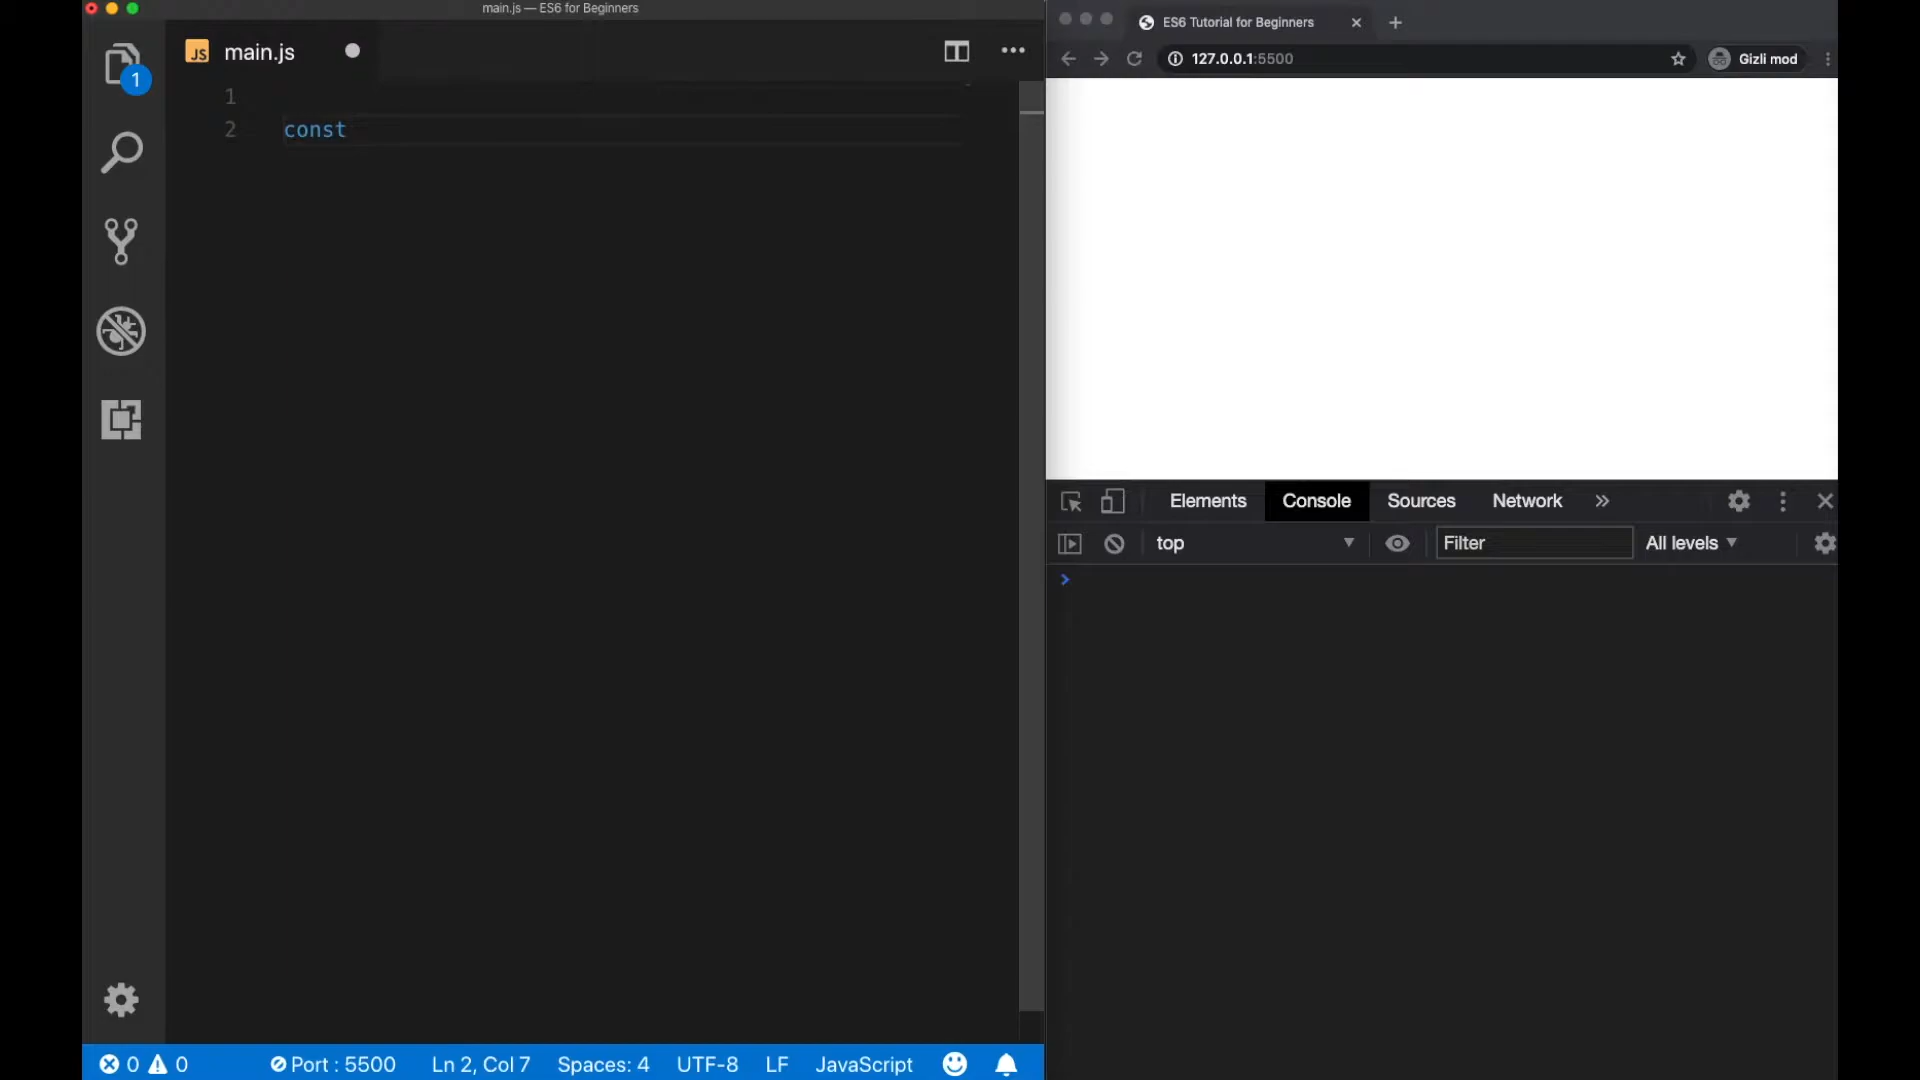 main.js — ES6 for Beginners
JS main.js
1
1
2 const
0 0 Port : 5500 Ln 2, Col 7 Spaces: 4 UTF-8 LF JavaScript
ES6 Tutorial for Beginners
127.0.0.1:5500 Gizli mod
Elements Console Sources Network
top Filter All levels